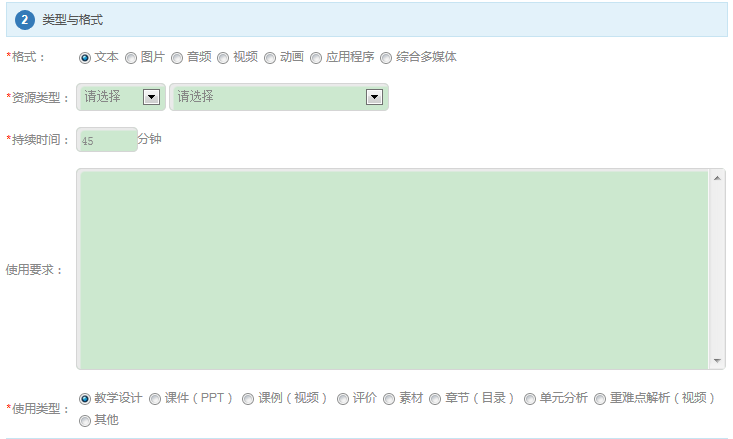 2 类型与格式
*格式： 文本 图片 音频 视频 动画 应用程序 综合多媒体
*资源类型： 请选择 请选择
*持续时间： 45 分钟
使用要求：
*使用类型： 教学设计 课件（PPT） 课例（视频） 评价 素材 章节（目录） 单元分析 重难点解析（视频）
其他